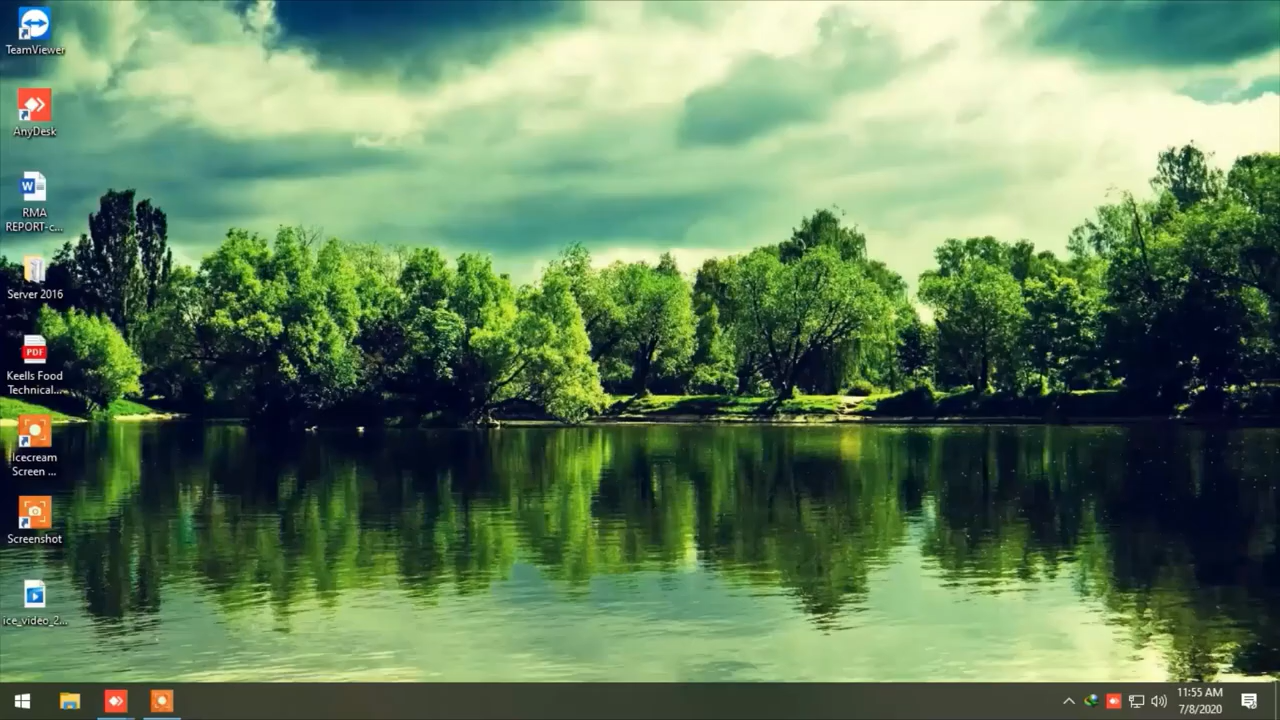 TeamViewer
AnyDesk
RMA
REPORT-c...
Server 2016
PDF
Keells Food
Technical...
Icecream
Screen ...
Screenshot
ice_video_2...
11:55 AM
7/8/2020